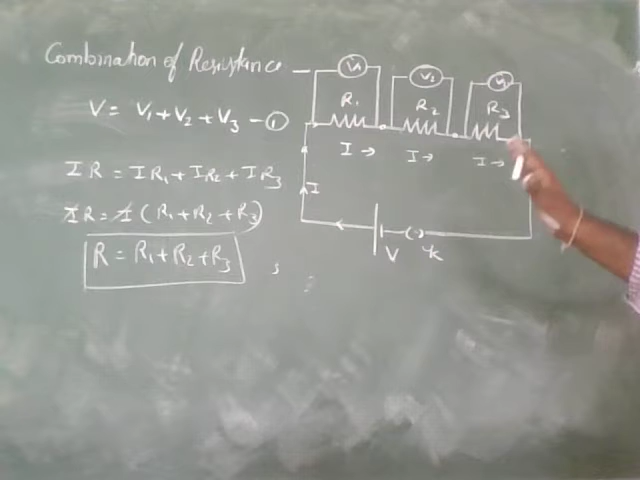 Combination of Resistance –
V = V1 + V2 + V3 – ①
IR = IR1 + IR2 + IR3
IR = I (R1 + R2 + R3)
R = R1 + R2 + R3
V1 V2 V3
R1 R2 R3
I → I → I →
I
V K